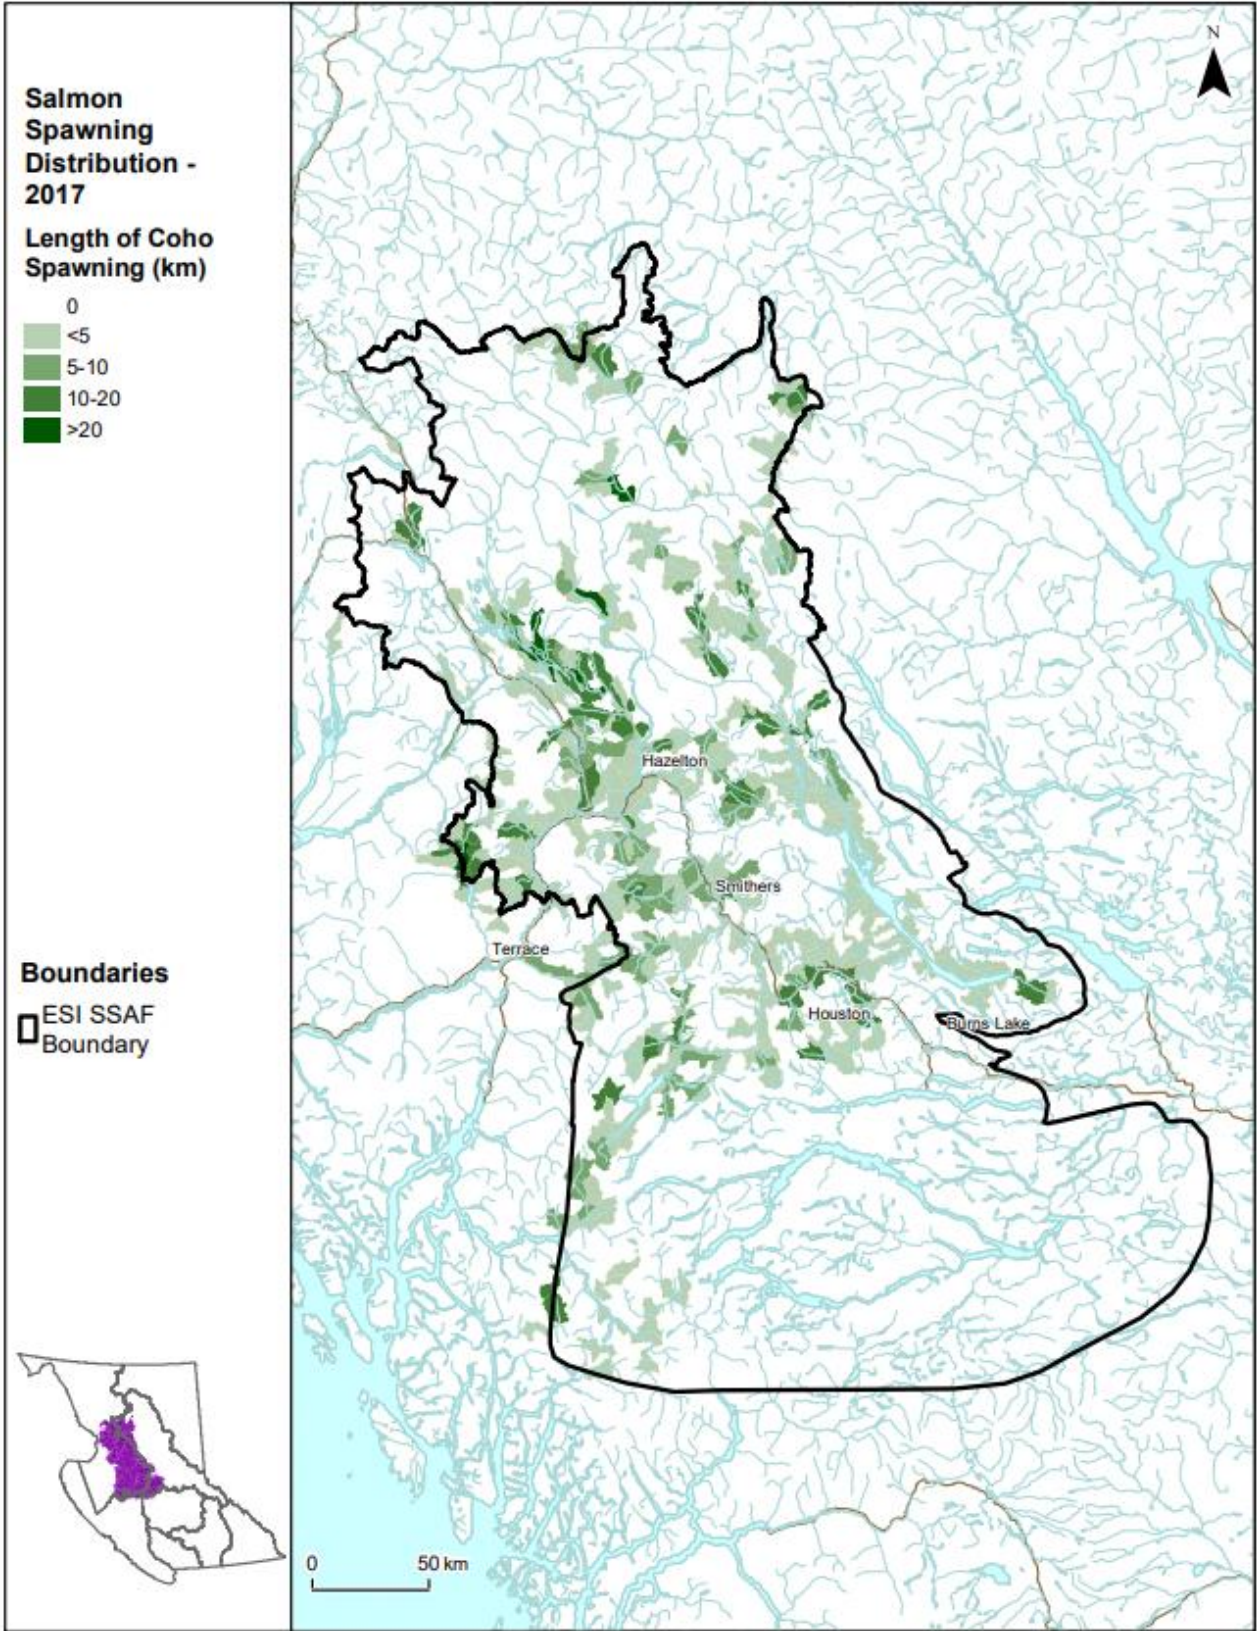 Salmon
Spawning
Distribution -
2017
Length of Coho
Spawning (km)
0
<5
5-10
10-20
>20
Boundaries
ESI SSAF
Boundary
N
Hazelton
Smithers
Terrace
Houston
Burns Lake
0 50 km